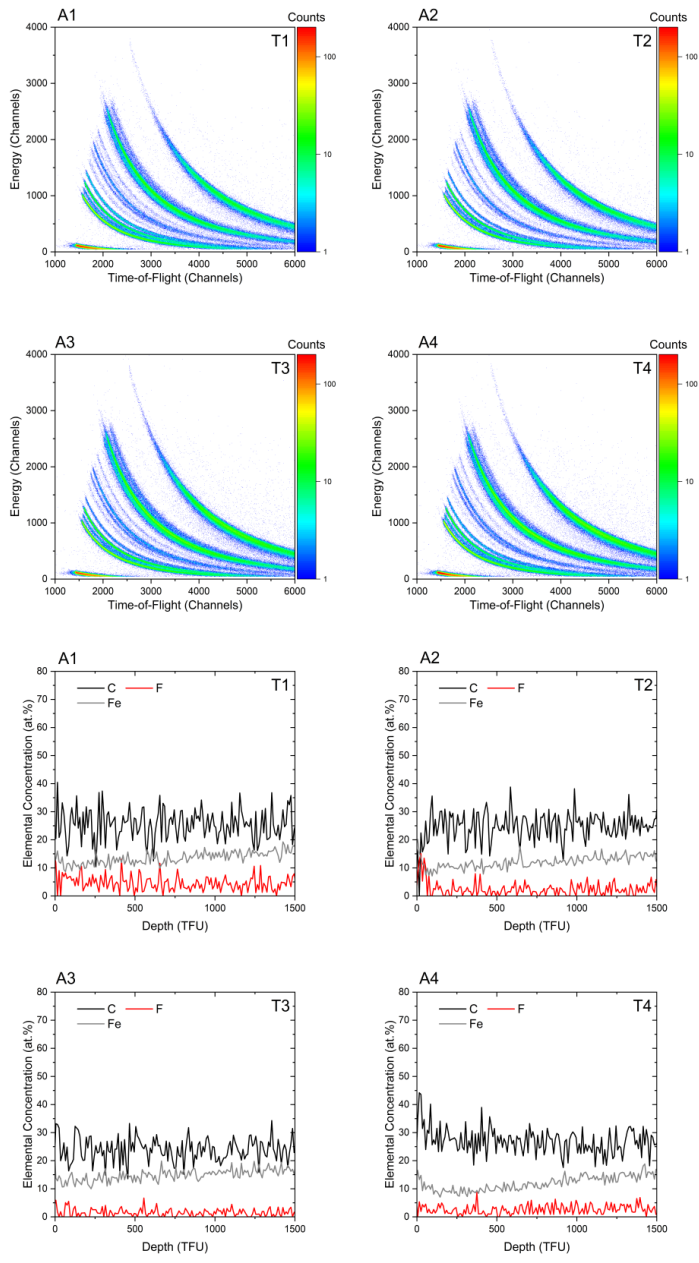 A1
Counts
T1
4000
3000
2000
1000
0
Energy (Channels)
100
10
1
1000 2000 3000 4000 5000 6000
Time-of-Flight (Channels)
A2
Counts
T2
4000
3000
2000
1000
0
Energy (Channels)
100
10
1
1000 2000 3000 4000 5000 6000
Time-of-Flight (Channels)
A3
Counts
T3
4000
3000
2000
1000
0
Energy (Channels)
100
10
1
1000 2000 3000 4000 5000 6000
Time-of-Flight (Channels)
A4
Counts
T4
4000
3000
2000
1000
0
Energy (Channels)
100
10
1
1000 2000 3000 4000 5000 6000
Time-of-Flight (Channels)
A1
T1
C F
Fe
80
70
60
50
40
30
20
10
0
Elemental Concentration (at.%)
0 500 1000 1500
Depth (TFU)
A2
T2
C F
Fe
80
70
60
50
40
30
20
10
0
Elemental Concentration (at.%)
0 500 1000 1500
Depth (TFU)
A3
T3
C F
Fe
80
70
60
50
40
30
20
10
0
Elemental Concentration (at.%)
0 500 1000 1500
Depth (TFU)
A4
T4
C F
Fe
80
70
60
50
40
30
20
10
0
Elemental Concentration (at.%)
0 500 1000 1500
Depth (TFU)